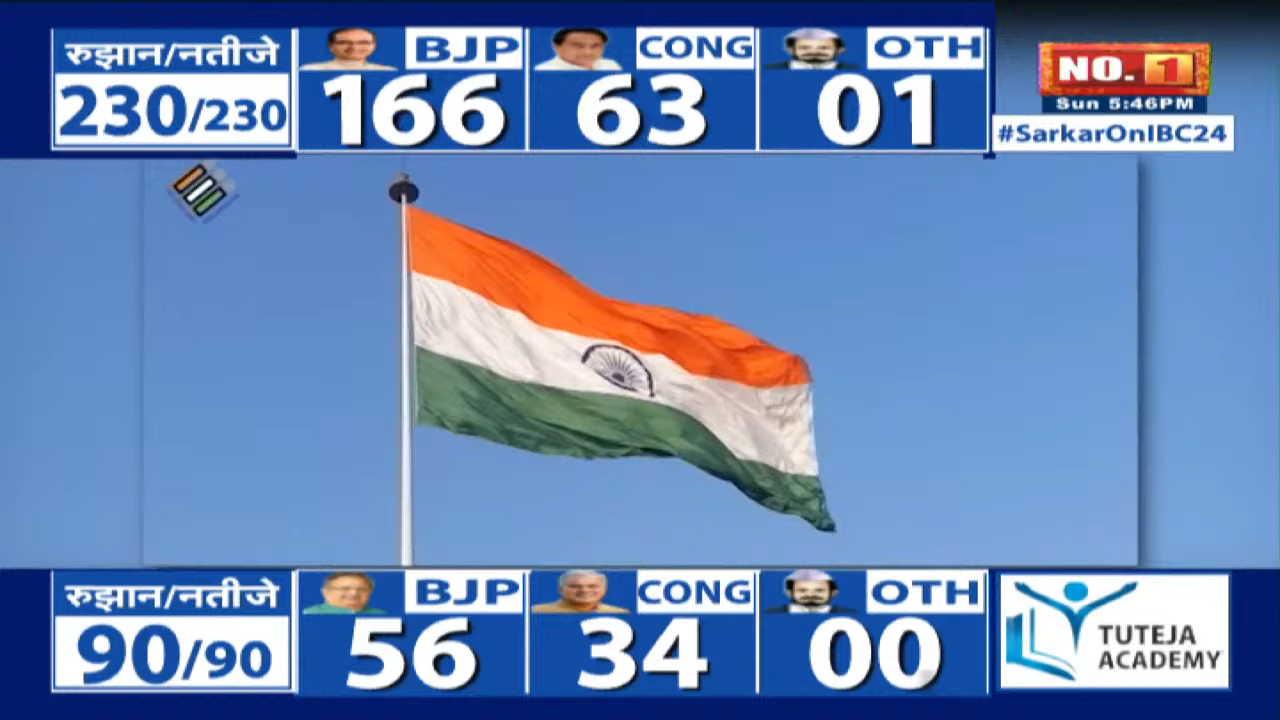 रुझान/नतीजे
230/230
BJP
166
CONG
63
OTH
01
NO. 1
Sun 5:46PM
#SarkarOnIBC24
रुझान/नतीजे
90/90
BJP
56
CONG
34
OTH
00
TUTEJA
ACADEMY